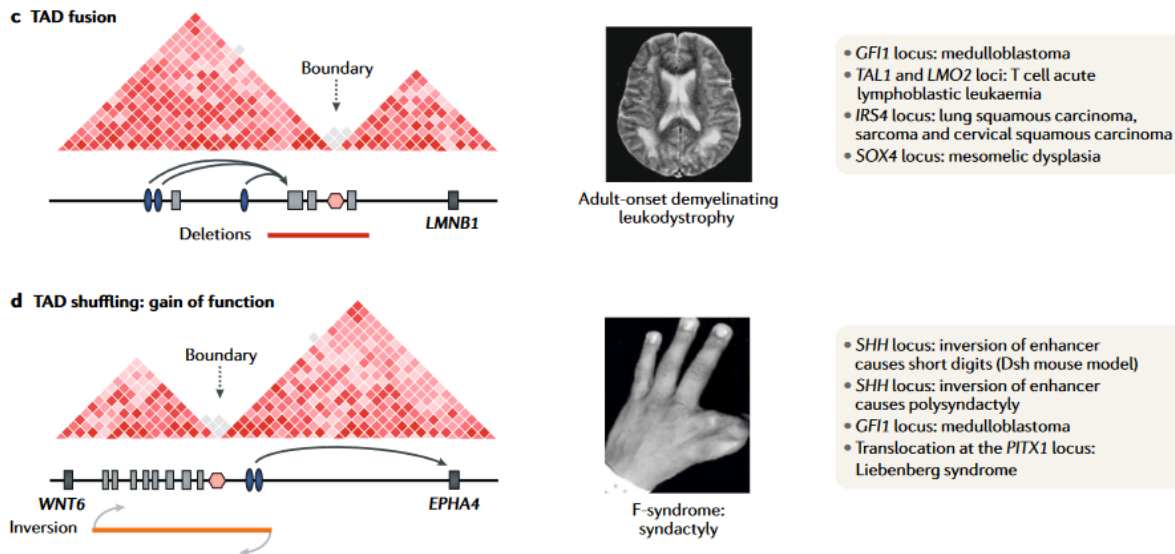 c TAD fusion
Boundary
LMNB1
Deletions
Adult-onset demyelinating
leukodystrophy
• GFI1 locus: medulloblastoma
• TAL1 and LMO2 loci: T cell acute
lymphoblastic leukaemia
• IRS4 locus: lung squamous carcinoma,
sarcoma and cervical squamous carcinoma
• SOX4 locus: mesomelic dysplasia
d TAD shuffling: gain of function
Boundary
WNT6
EPHA4
Inversion
F-syndrome:
syndactyly
• SHH locus: inversion of enhancer
causes short digits (Dsh mouse model)
• SHH locus: inversion of enhancer
causes polysyndactyly
• GFI1 locus: medulloblastoma
• Translocation at the PITX1 locus:
Liebenberg syndrome